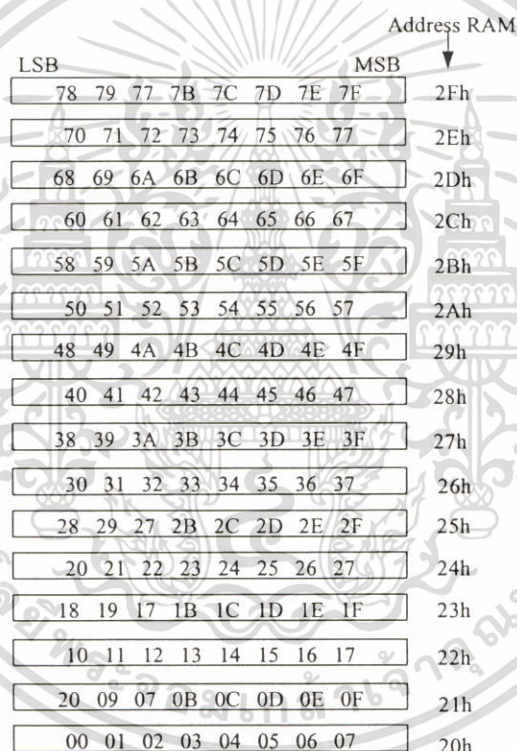 Address RAM
LSB MSB
78 79 77 7B 7C 7D 7E 7F 2Fh
70 71 72 73 74 75 76 77 2Eh
68 69 6A 6B 6C 6D 6E 6F 2Dh
60 61 62 63 64 65 66 67 2Ch
58 59 5A 5B 5C 5D 5E 5F 2Bh
50 51 52 53 54 55 56 57 2Ah
48 49 4A 4B 4C 4D 4E 4F 29h
40 41 42 43 44 45 46 47 28h
38 39 3A 3B 3C 3D 3E 3F 27h
30 31 32 33 34 35 36 37 26h
28 29 27 2B 2C 2D 2E 2F 25h
20 21 22 23 24 25 26 27 24h
18 19 17 1B 1C 1D 1E 1F 23h
10 11 12 13 14 15 16 17 22h
20 09 07 0B 0C 0D 0E 0F 21h
00 01 02 03 04 05 06 07 20h